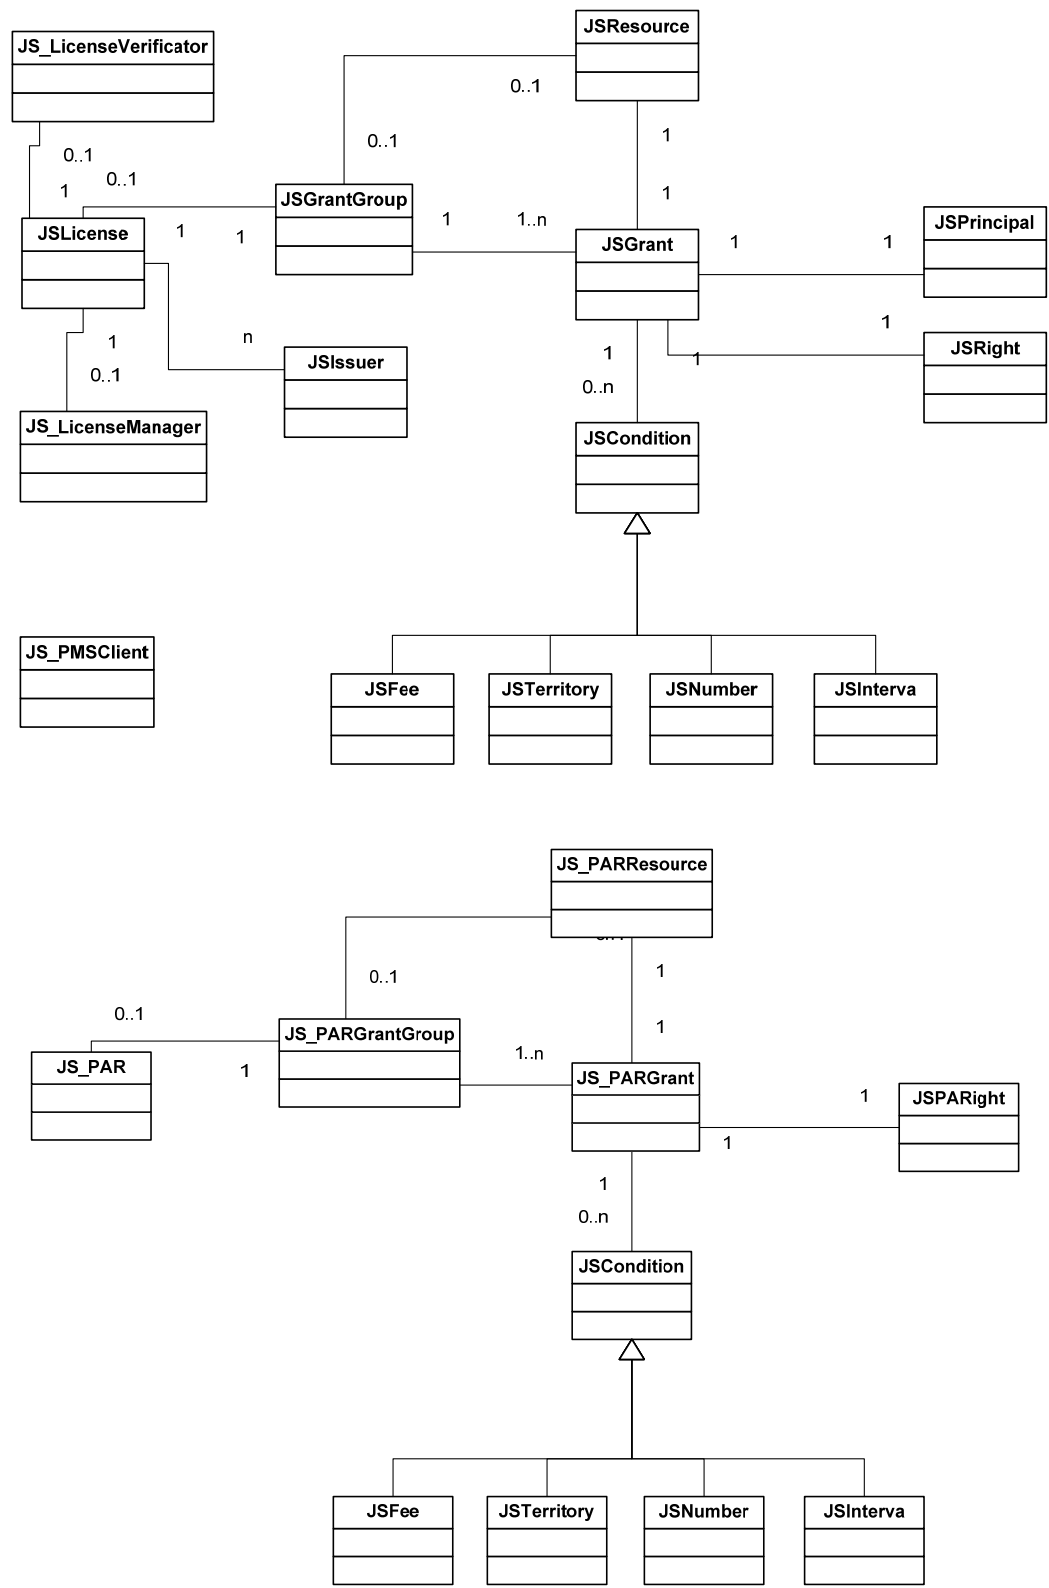 JSResource
JS_LicenseVerificator
0..1
0..1
1
0..1
0..1
1
1
JSGrantGroup
1
1..n
1
JSPrincipal
JSLicense
1
1
JSGrant
1
1
1
n
1
JSRight
JSIssuer
1
1
0..1
0..n
JS_LicenseManager
JSCondition
JS_PMSClient
JSFee
JSTerritory
JSNumber
JSInterva
JS_PARResource
0..1
1
0..1
JS_PARGrantGroup
1
JS_PAR
1
1..n
JS_PARGrant
1
JSPARight
1
1
0..n
JSCondition
JSFee
JSTerritory
JSNumber
JSInterva